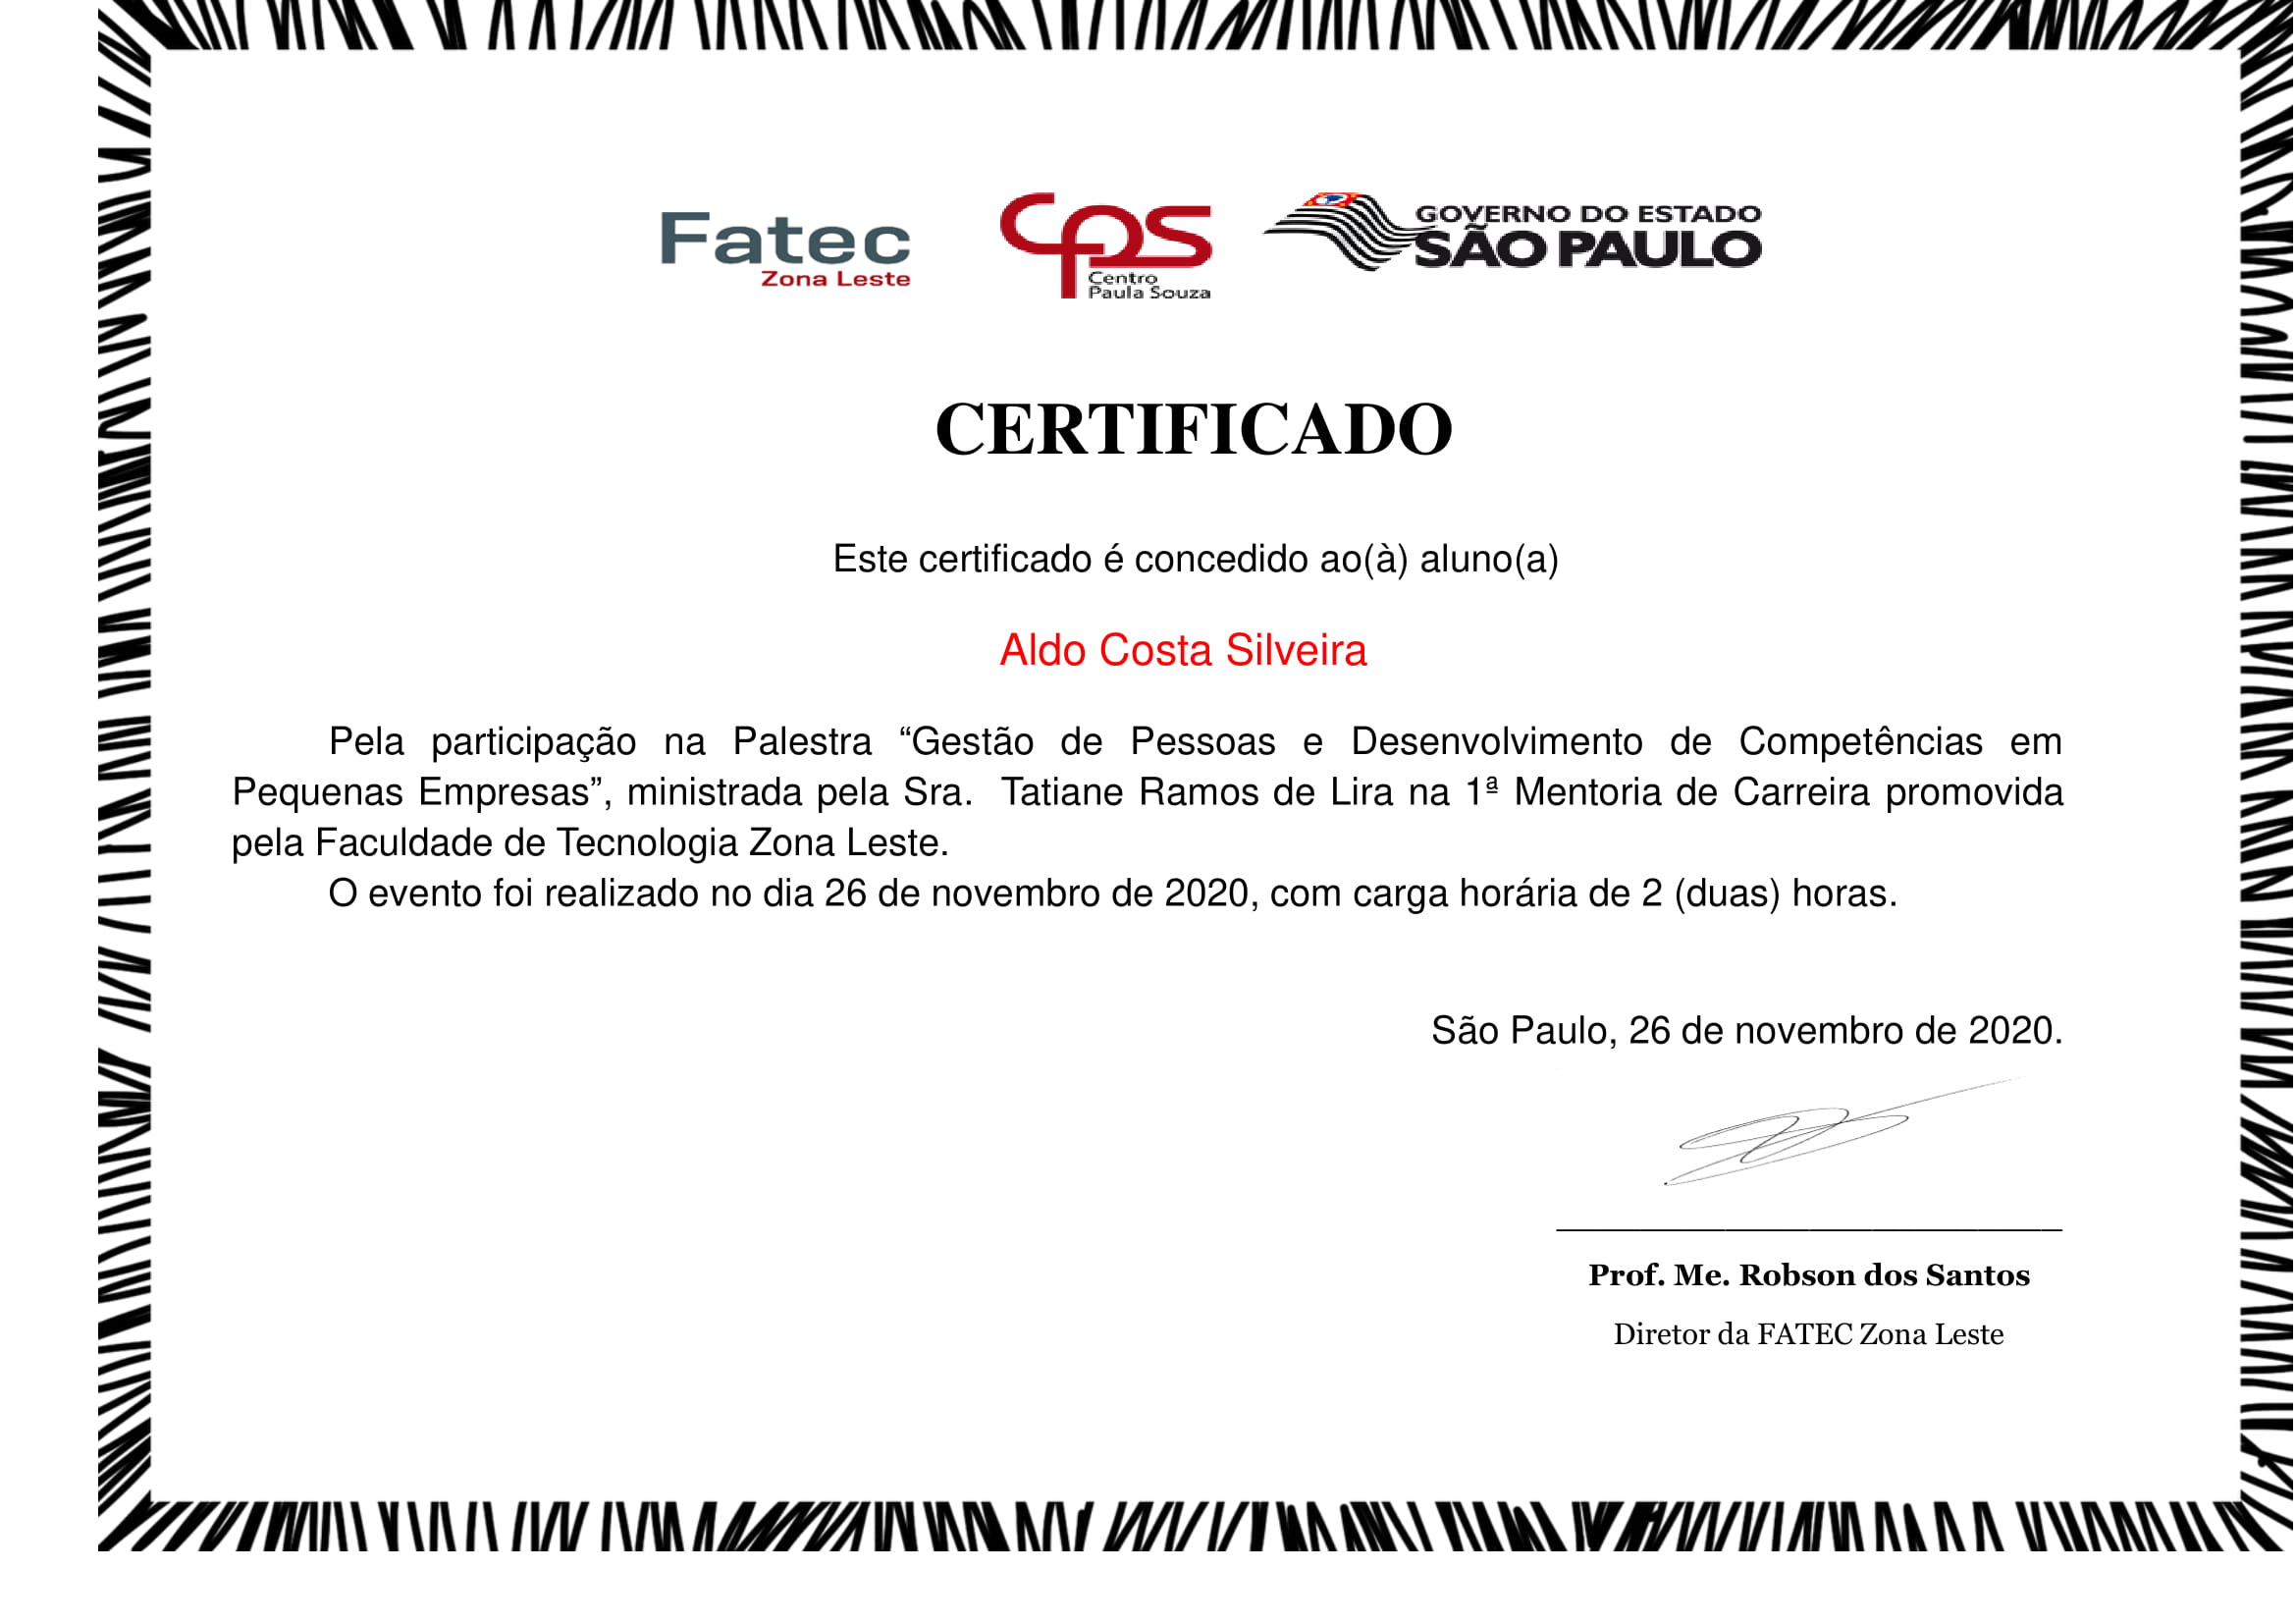 Fatec
Zona Leste
cps
Centro
Paula Souza
GOVERNO DO ESTADO
SÃO PAULO
CERTIFICADO
Este certificado é concedido ao(à) aluno(a)
Aldo Costa Silveira
Pela participação na Palestra “Gestão de Pessoas e Desenvolvimento de Competências em
Pequenas Empresas”, ministrada pela Sra. Tatiane Ramos de Lira na 1ª Mentoria de Carreira promovida
pela Faculdade de Tecnologia Zona Leste.
O evento foi realizado no dia 26 de novembro de 2020, com carga horária de 2 (duas) horas.
São Paulo, 26 de novembro de 2020.
Prof. Me. Robson dos Santos
Diretor da FATEC Zona Leste